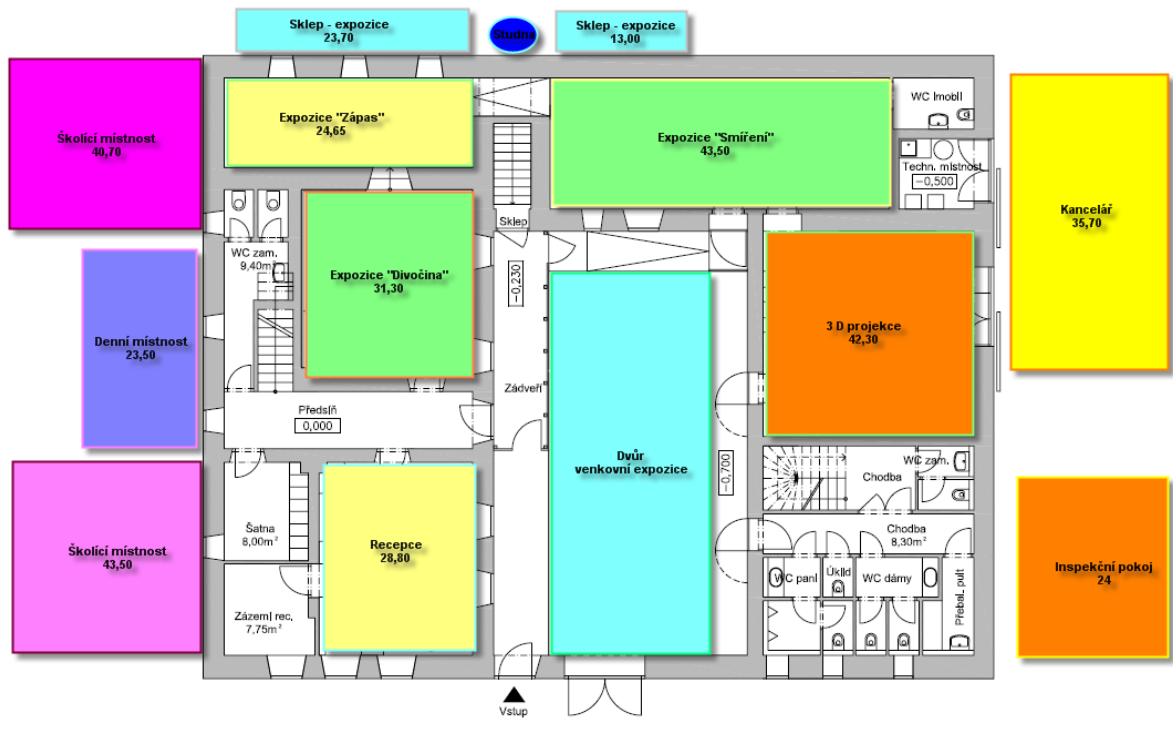 Sklep - expozice
23,70
Studna
Sklep - expozice
13,00
Školící místnost
40,70
Expozice "Zápas"
24,65
Expozice "Smíření"
43,50
WC Imobil
Techn. místnost
-0,500
Kancelář
35,70
Sklep
WC zam.
9,40m²
Expozice "Divočina"
31,30
-0,230
Denní místnost
23,50
3 D projekce
42,30
Zádveří
Předsíň
0,000
Dvůr
venkovní expozice
-0,700
WC zam.
Chodba
Školící místnost
43,50
Šatna
8,00m²
Recepce
28,80
Chodba
8,30m²
WC paní
Úklid
WC dámy
Přebal. pult
Inspekční pokoj
24
Zázemí rec.
7,75m²
Vstup